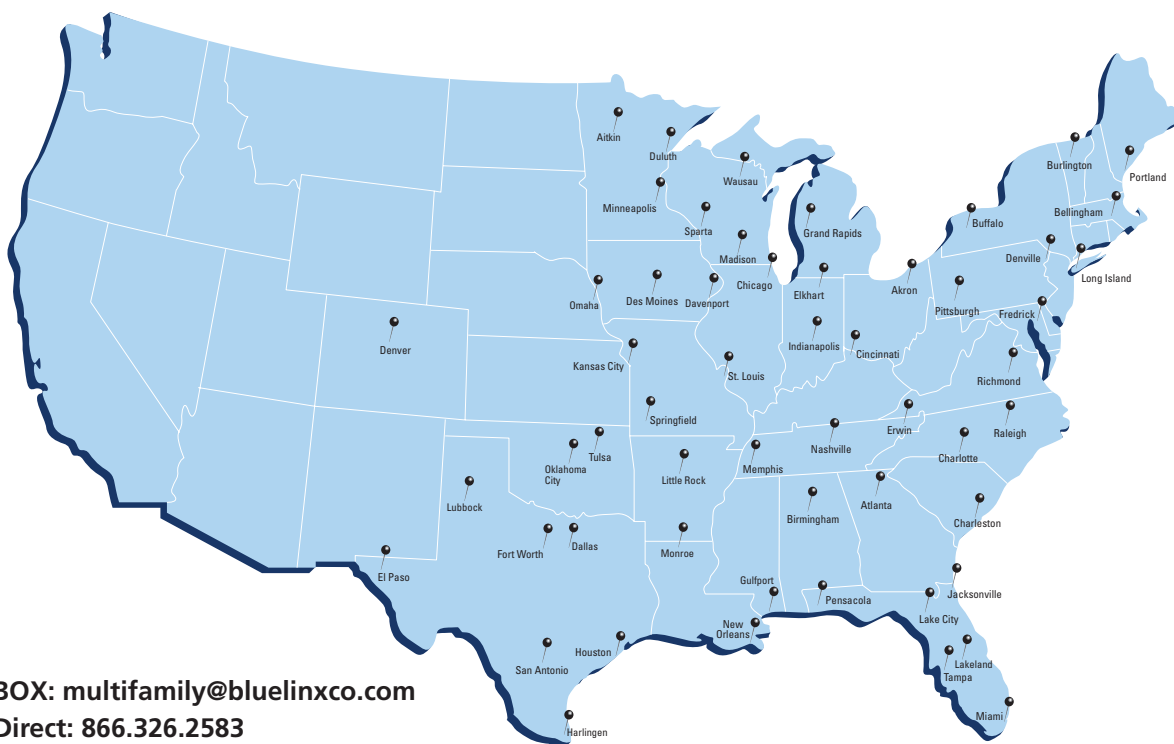 Aitkin
Duluth
Burlington
Portland
Wausau
Minneapolis
Bellingham
Sparta
Grand Rapids
Buffalo
Madison
Denville
Chicago
Long Island
Akron
Elkhart
Omaha
Des Moines
Davenport
Pittsburgh
Fredrick
Denver
Indianapolis
Cincinnati
Kansas City
St. Louis
Richmond
Springfield
Erwin
Raleigh
Nashville
Tulsa
Charlotte
Oklahoma
City
Memphis
Little Rock
Lubbock
Atlanta
Birmingham
Charleston
Dallas
Fort Worth
Monroe
El Paso
Gulfport
Jacksonville
Pensacola
Lake City
New
Orleans
Houston
Lakeland
San Antonio
Tampa
BOX: multifamily@bluelinxco.com
Miami
Direct: 866.326.2583
Harlingen